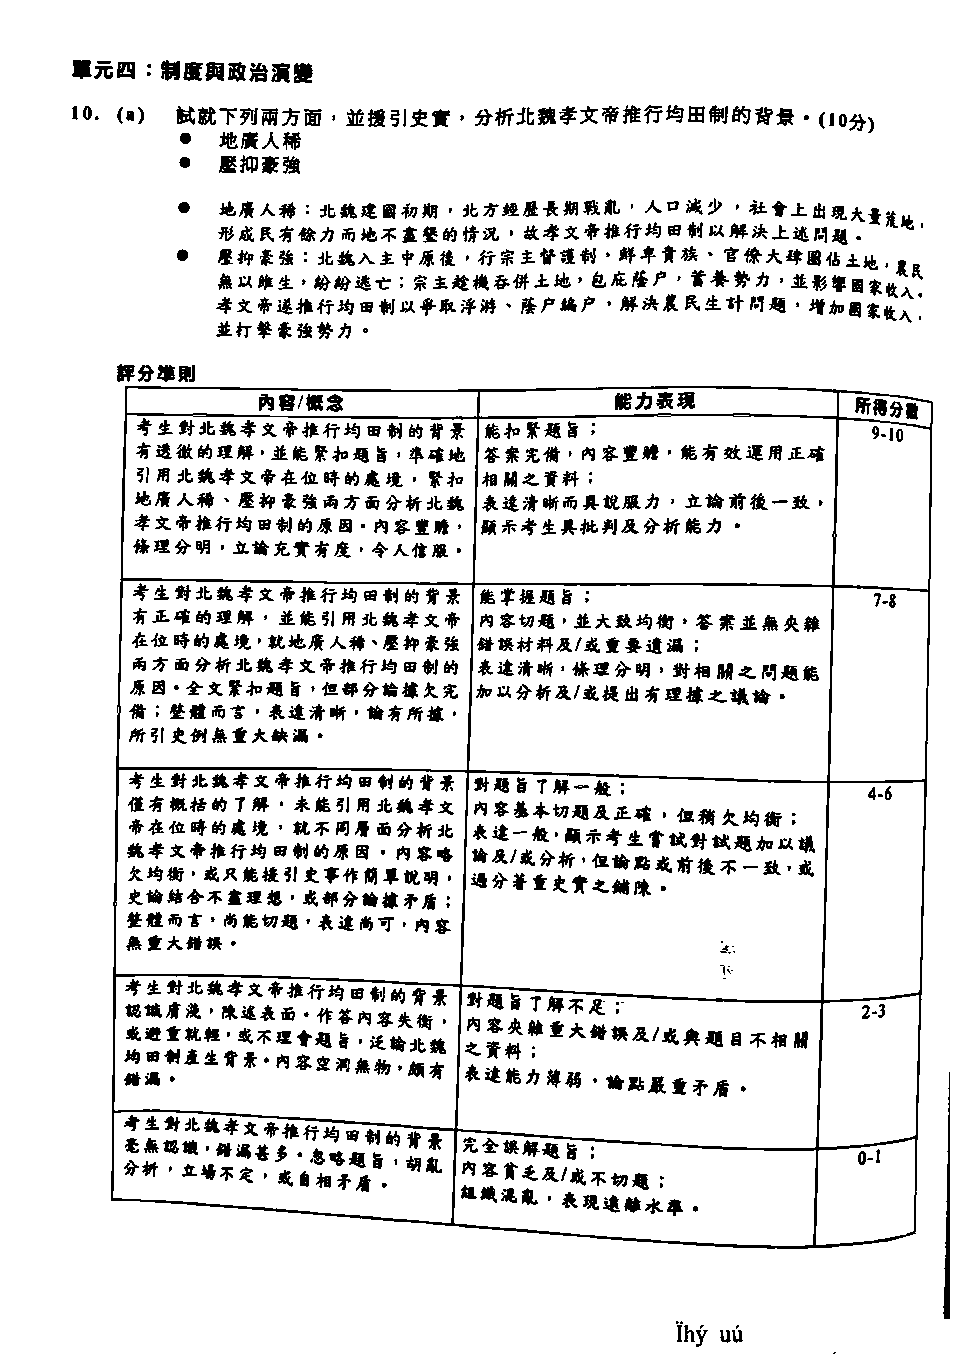 單元四：制度與政治演變
10. (a) 試就下列兩方面，並援引史實，分析北魏孝文帝推行均田制的背景。(10分)
● 地廣人稀
● 壓抑豪強
● 地廣人稀：北魏建國初期，北方經歷長期戰亂，人口減少，社會上出現大量荒地，
形成民有餘力而地不盡墾的情況，故孝文帝推行均田制以解決上述問題。
● 壓抑豪強：北魏入主中原後，行宗主督護制，鮮卑貴族、官僚大肆圈佔土地，農民
無以維生，紛紛逃亡；宗主趁機吞併土地，包庇蔭户，蓄養勢力，並影響國家收入。
孝文帝遂推行均田制以爭取浮游、蔭户編户，解決農民生計問題，增加國家收入，
並打擊豪強勢力。
評分準則
內容/概念
能力表現
所得分數
考生對北魏孝文帝推行均田制的背景
有透徹的理解，並能緊扣題旨，準確地
引用北魏孝文帝在位時的處境，緊扣
地廣人稀、壓抑豪強兩方面分析北魏
孝文帝推行均田制的原因。內容豐贍，
條理分明，立論充實有度，令人信服。
能扣緊題旨；
答案完備，內容豐贍，能有效運用正確
相關之資料；
表達清晰而具說服力，立論前後一致，
顯示考生具批判及分析能力。
9-10
考生對北魏孝文帝推行均田制的背景
有正確的理解，並能引用北魏孝文帝
在位時的處境，就地廣人稀、壓抑豪強
兩方面分析北魏孝文帝推行均田制的
原因。全文緊扣題旨，但部分論據欠完
備；整體而言，表達清晰，論有所據，
所引史例無重大缺漏。
能掌握題旨；
內容切題，並大致均衡，答案並無夾雜
錯誤材料及/或重要遺漏；
表達清晰，條理分明，對相關之問題能
加以分析及/或提出有理據之議論。
7-8
考生對北魏孝文帝推行均田制的背景
僅有概括的了解，未能引用北魏孝文
帝在位時的處境，就不同層面分析北
魏孝文帝推行均田制的原因。內容略
欠均衡，或只能援引史事作簡單說明，
史論結合不盡理想，或部分論據矛盾；
整體而言，尚能切題，表達尚可，內容
無重大錯誤。
對題旨了解一般；
內容基本切題及正確，但稍欠均衡；
表達一般，顯示考生嘗試對試題加以議
論及/或分析，但論點或前後不一致，或
過分著重史實之鋪陳。
4-6
考生對北魏孝文帝推行均田制的背景
認識膚淺，陳述表面。作答內容失衡，
或避重就輕，或不理會題旨，泛論北魏
均田制產生背景。內容空洞無物，頗有
錯漏。
對題旨了解不足；
內容夾雜重大錯誤及/或與題目不相關
之資料；
表達能力薄弱，論點嚴重矛盾。
2-3
考生對北魏孝文帝推行均田制的背景
毫無認識，錯漏甚多。忽略題旨，胡亂
分析，立場不定，或自相矛盾。
完全誤解題旨；
內容貧乏及/或不切題；
組織混亂，表現遠離水準。
0-1
Ïhý uú